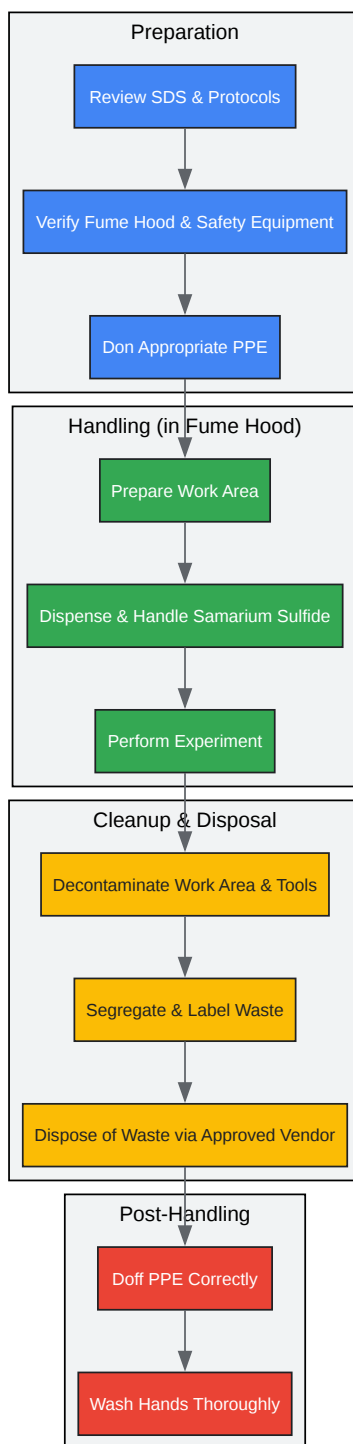 Preparation
Review SDS & Protocols
Verify Fume Hood & Safety Equipment
Don Appropriate PPE
Handling (in Fume Hood)
Prepare Work Area
Dispense & Handle Samarium Sulfide
Perform Experiment
Cleanup & Disposal
Decontaminate Work Area & Tools
Segregate & Label Waste
Dispose of Waste via Approved Vendor
Post-Handling
Doff PPE Correctly
Wash Hands Thoroughly